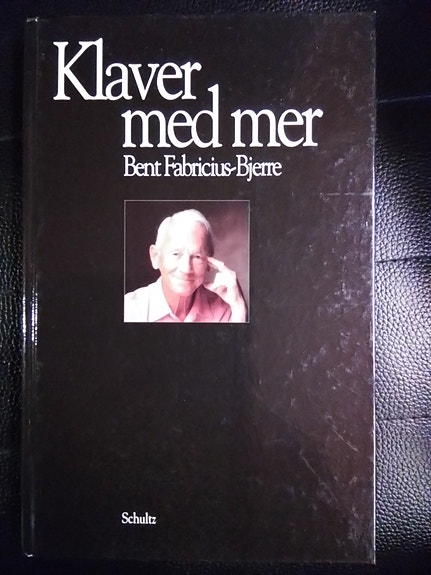 Klaver
med mer
Bent Fabricius-Bjerre
Schultz